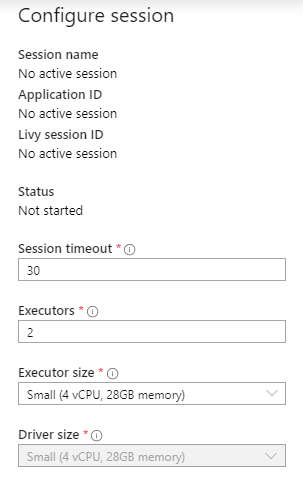 Configure session
Session name
No active session
Application ID
No active session
Livy session ID
No active session
Status
Not started
Session timeout *
30
Executors *
2
Executor size *
Small (4 vCPU, 28GB memory)
Driver size *
Small (4 vCPU, 28GB memory)